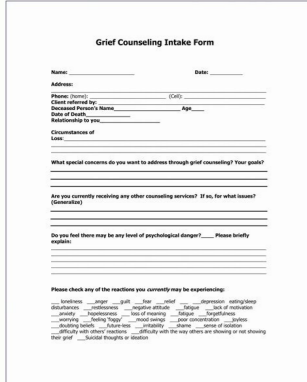 Grief Counseling Intake Form
Name: Date:
Address:
Phone: (home): (Cell):
Client referred by:
Deceased Person's Name Age
Date of Death
Relationship to you
Circumstances of
Loss:
What special concerns do you want to address through grief counseling? Your goals?
Are you currently receiving any other counseling services? If so, for what issues?
(Generalize)
Do you feel there may be any level of psychological danger? Please briefly
explain:
Please check any of the reactions you currently may be experiencing:
loneliness anger guilt fear relief depression eating/sleep
disturbances restlessness negative attitude fatigue lack of motivation
anxiety hopelessness loss of meaning fatigue forgetfulness
worrying feeling "foggy" mood swings poor concentration joyless
doubting beliefs future-less irritability shame sense of isolation
difficulty with others' reactions difficulty with the way others are showing or not showing
their grief Suicidal thoughts or ideation